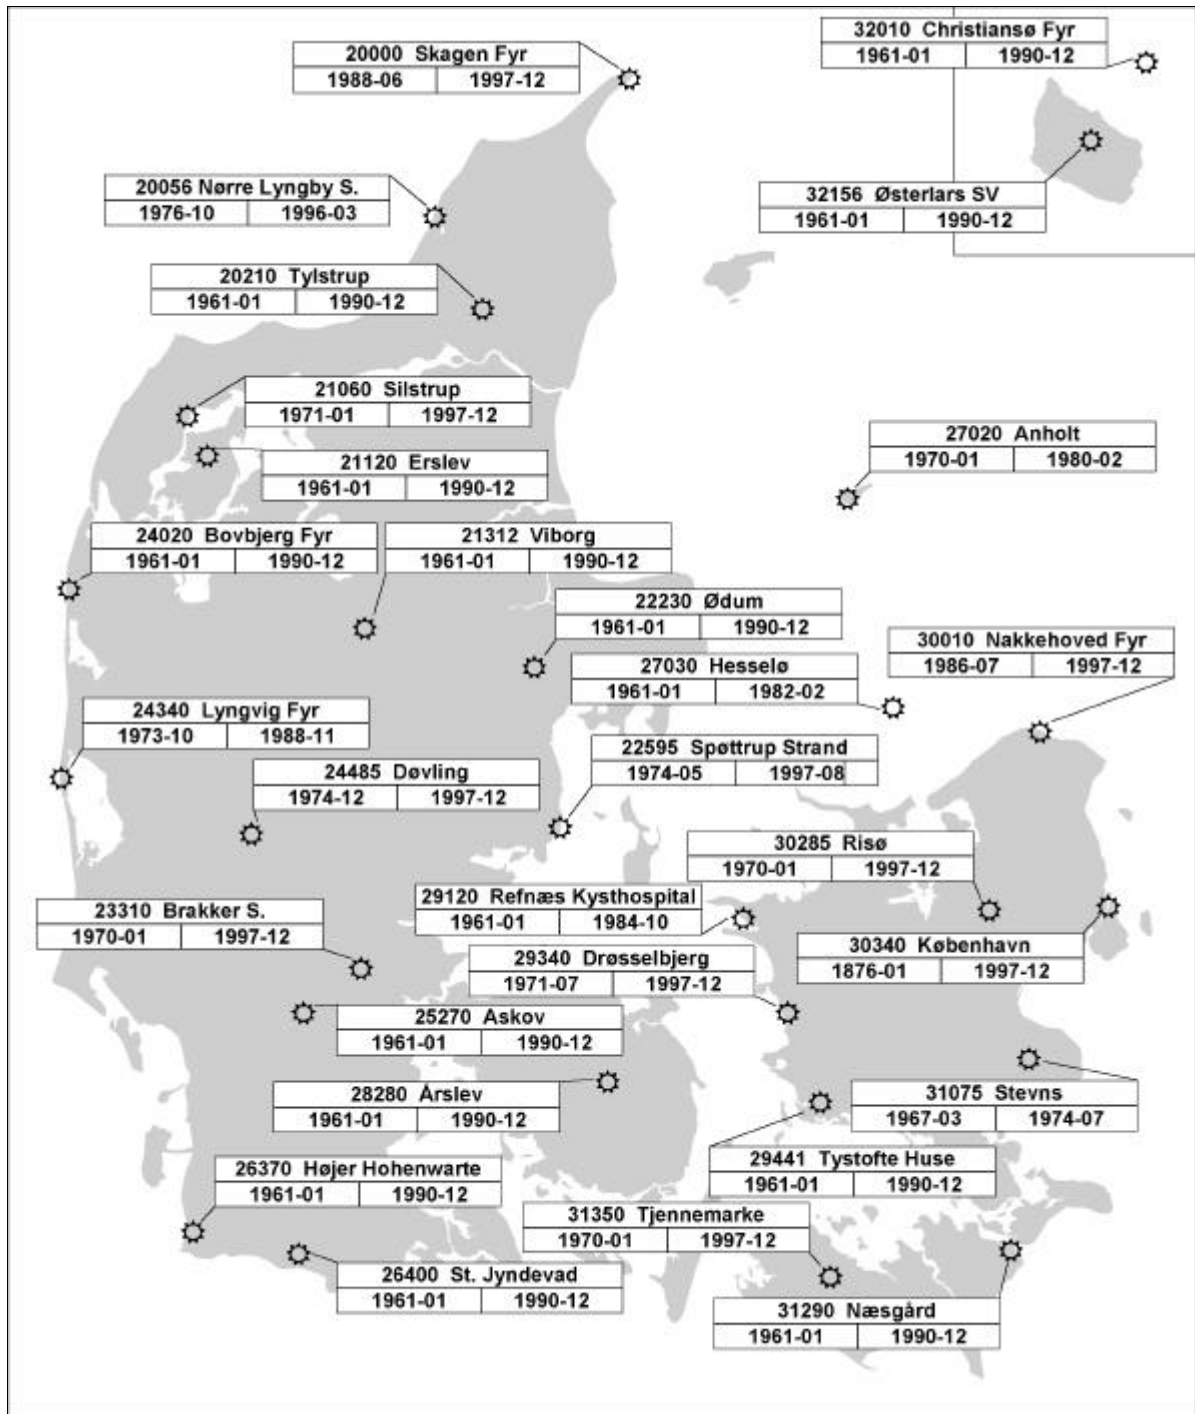 32010 Christiansø Fyr
1961-01 1990-12
20000 Skagen Fyr
1988-06 1997-12
20056 Nørre Lyngby S.
1976-10 1996-03
32156 Østerlars SV
1961-01 1990-12
20210 Tylstrup
1961-01 1990-12
21060 Silstrup
1971-01 1997-12
27020 Anholt
1970-01 1980-02
21120 Erslev
1961-01 1990-12
24020 Bovbjerg Fyr
1961-01 1990-12
21312 Viborg
1961-01 1990-12
22230 Ødum
1961-01 1990-12
30010 Nakkehoved Fyr
1986-07 1997-12
27030 Hesselø
1961-01 1982-02
24340 Lyngvig Fyr
1973-10 1988-11
22595 Spøttrup Strand
1974-05 1997-08
24485 Døvling
1974-12 1997-12
30285 Risø
1970-01 1997-12
29120 Refnæs Kysthospital
1961-01 1984-10
23310 Brakker S.
1970-01 1997-12
30340 København
1876-01 1997-12
29340 Drøsselbjerg
1971-07 1997-12
25270 Askov
1961-01 1990-12
28280 Årslev
1961-01 1990-12
31075 Stevns
1967-03 1974-07
29441 Tystofte Huse
1961-01 1990-12
26370 Højer Hohenwarte
1961-01 1990-12
31350 Tjennemarke
1970-01 1997-12
26400 St. Jyndevad
1961-01 1990-12
31290 Næsgård
1961-01 1990-12